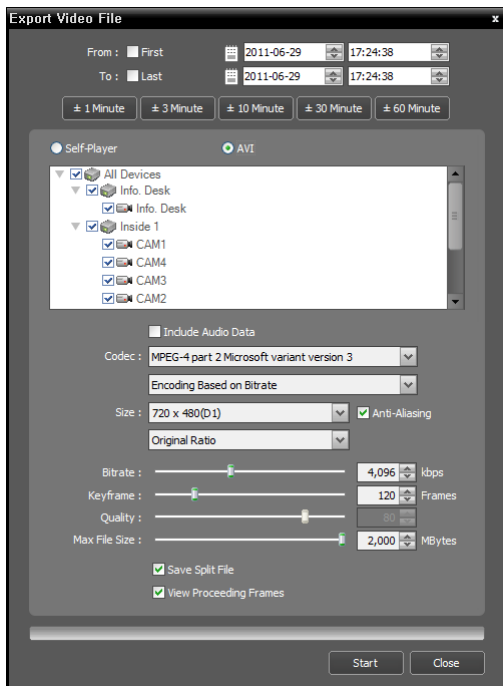 Export Video File x
From : First 2011-06-29 17:24:38
To : Last 2011-06-29 17:24:38
± 1 Minute ± 3 Minute ± 10 Minute ± 30 Minute ± 60 Minute
Self-Player AVI
All Devices
Info. Desk
Info. Desk
Inside 1
CAM1
CAM4
CAM3
CAM2
Include Audio Data
Codec : MPEG-4 part 2 Microsoft variant version 3
Encoding Based on Bitrate
Size : 720 x 480(D1) Anti-Aliasing
Original Ratio
Bitrate : 4,096 kbps
Keyframe : 120 Frames
Quality : 80
Max File Size : 2,000 MBytes
Save Split File
View Proceeding Frames
Start Close